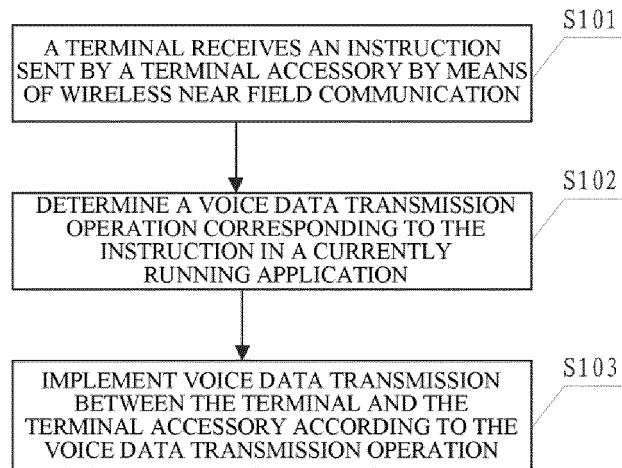 S101
A TERMINAL RECEIVES AN INSTRUCTION
SENT BY A TERMINAL ACCESSORY BY MEANS
OF WIRELESS NEAR FIELD COMMUNICATION
S102
DETERMINE A VOICE DATA TRANSMISSION
OPERATION CORRESPONDING TO THE
INSTRUCTION IN A CURRENTLY
RUNNING APPLICATION
S103
IMPLEMENT VOICE DATA TRANSMISSION
BETWEEN THE TERMINAL AND THE
TERMINAL ACCESSORY ACCORDING TO THE
VOICE DATA TRANSMISSION OPERATION